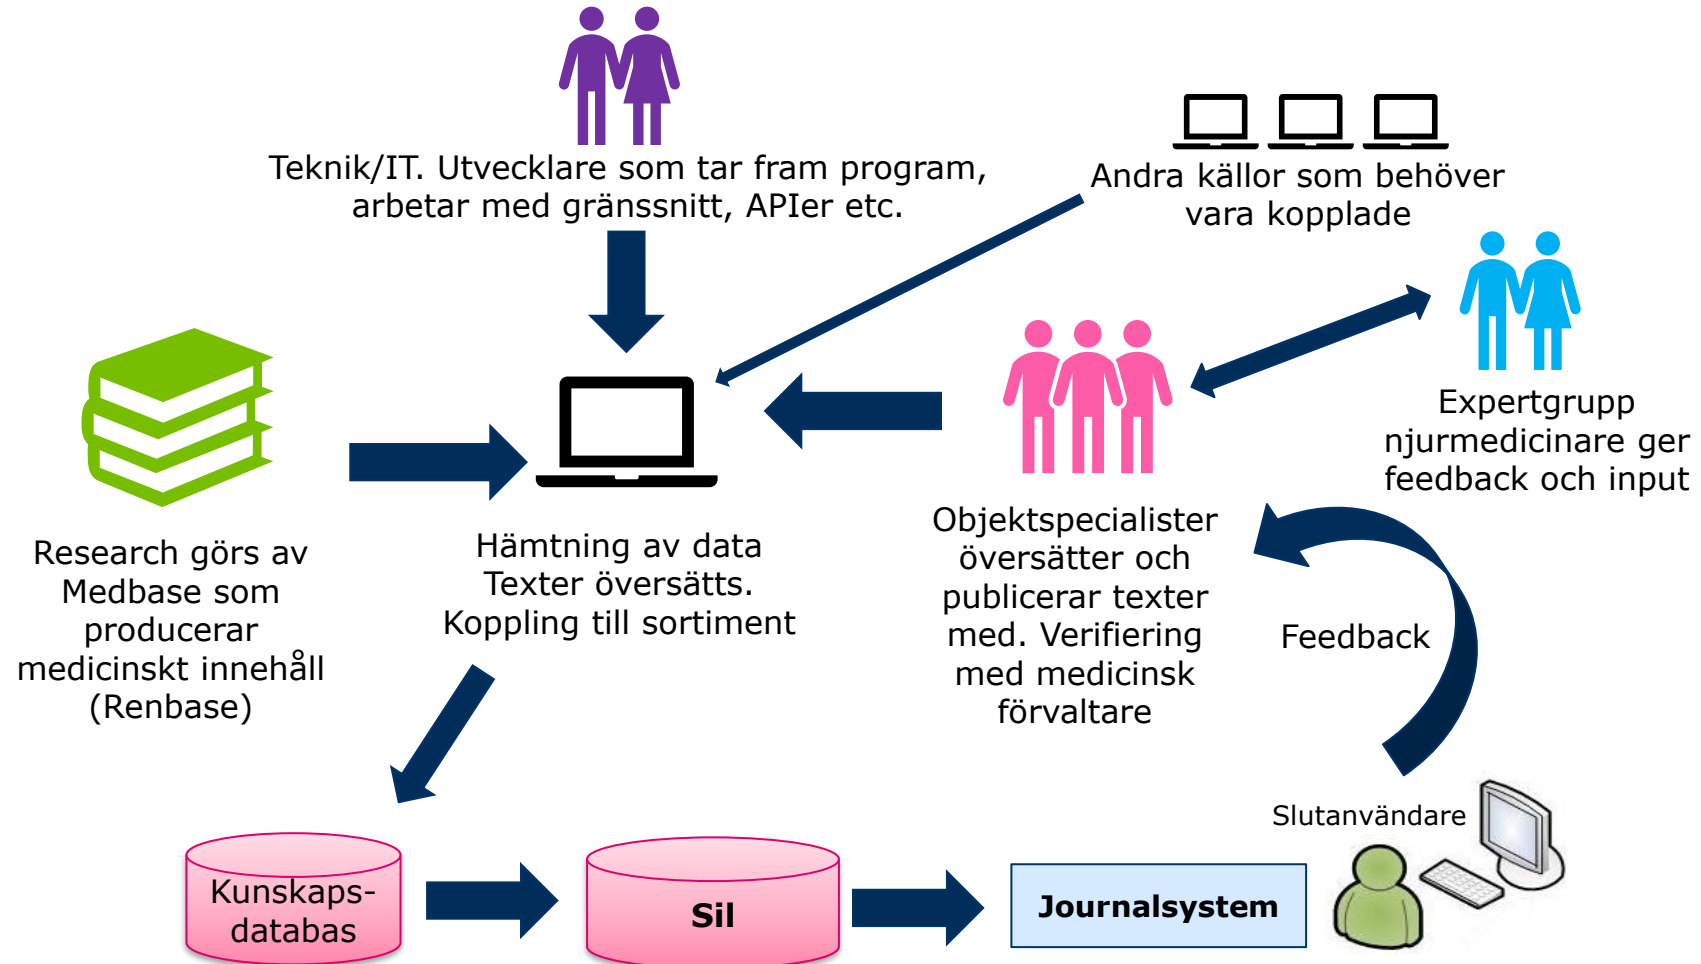 Teknik/IT. Utvecklare som tar fram program,
arbetar med gränssnitt, APIer etc.
Andra källor som behöver
vara kopplade
Expertgrupp
njurmedicinare ger
feedback och input
Research görs av
Medbase som
producerar
medicinskt innehåll
(Renbase)
Hämtning av data
Texter översätts.
Koppling till sortiment
Objektspecialister
översätter och
publicerar texter
med. Verifiering
med medicinsk
förvaltare
Feedback
Slutanvändare
Kunskaps-
databas
Sil
Journalsystem